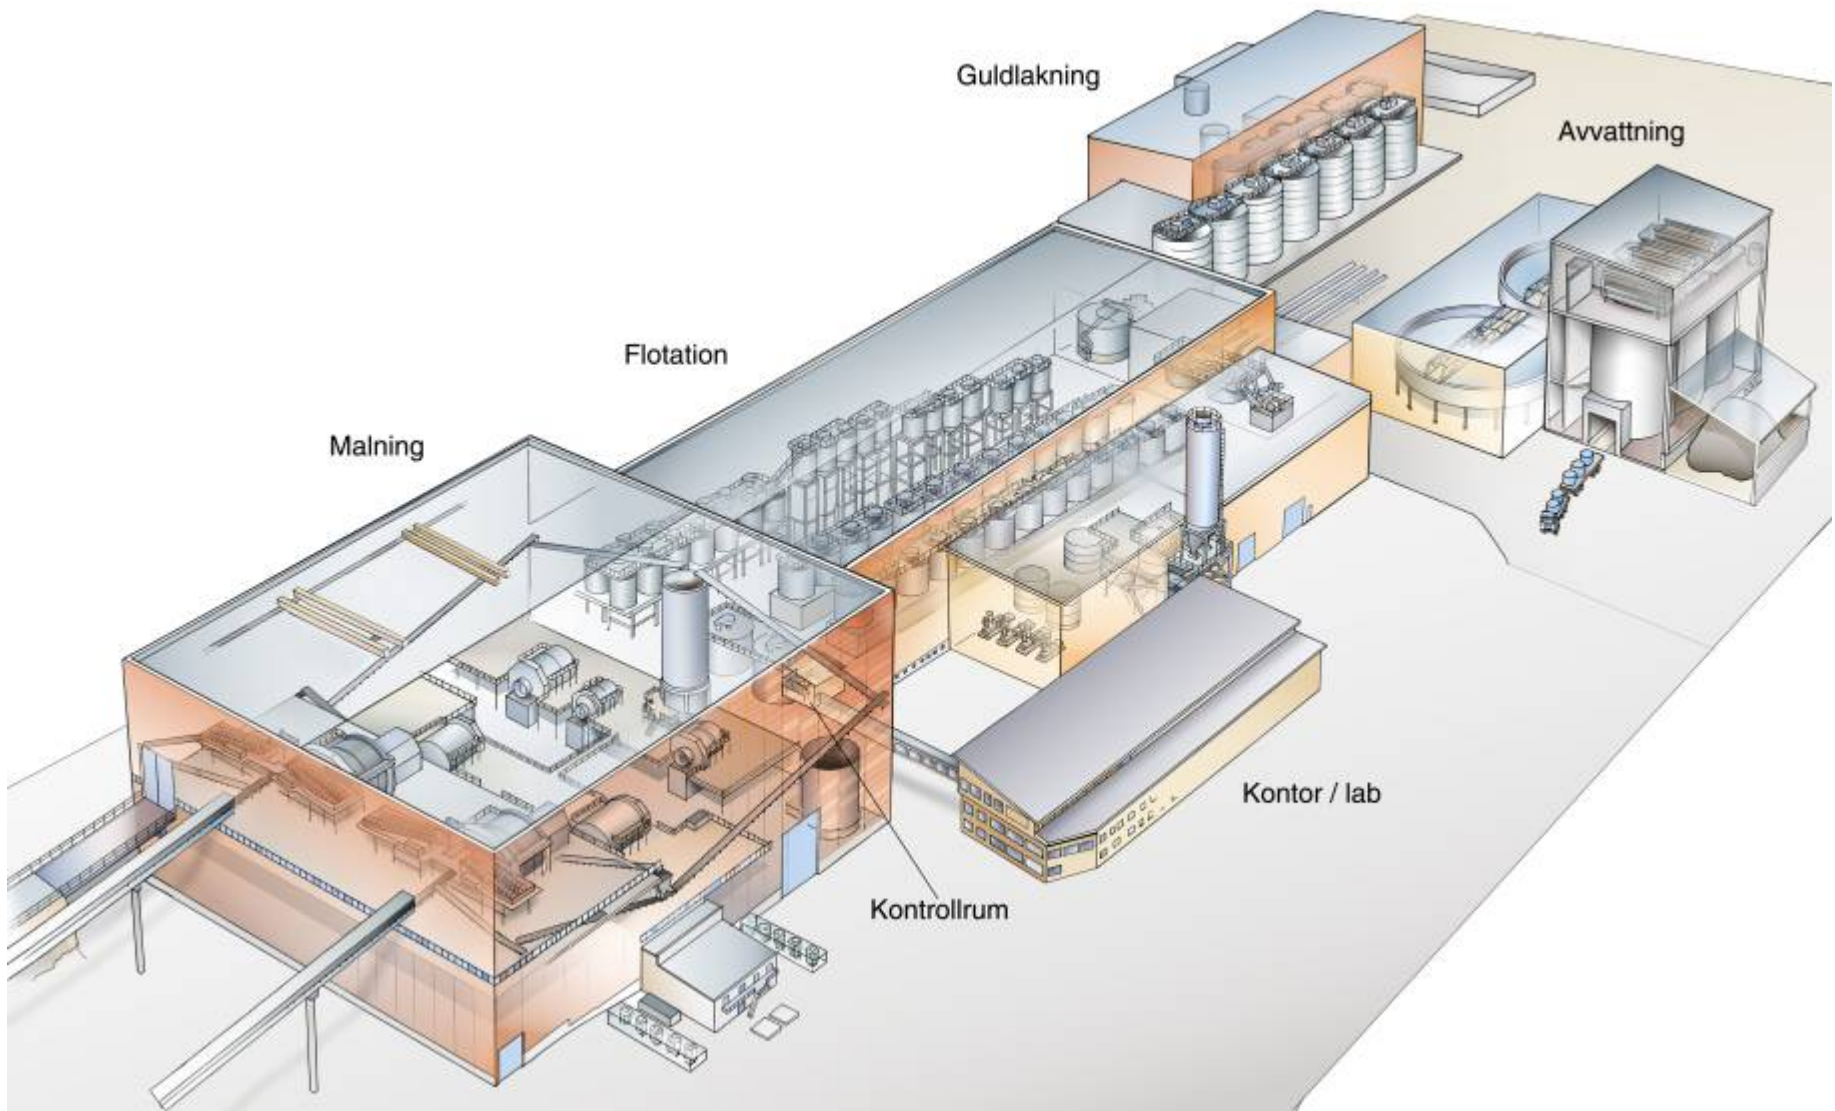 Guldlakning
Avvattning
Flotation
Malning
Kontor / lab
Kontrollrum